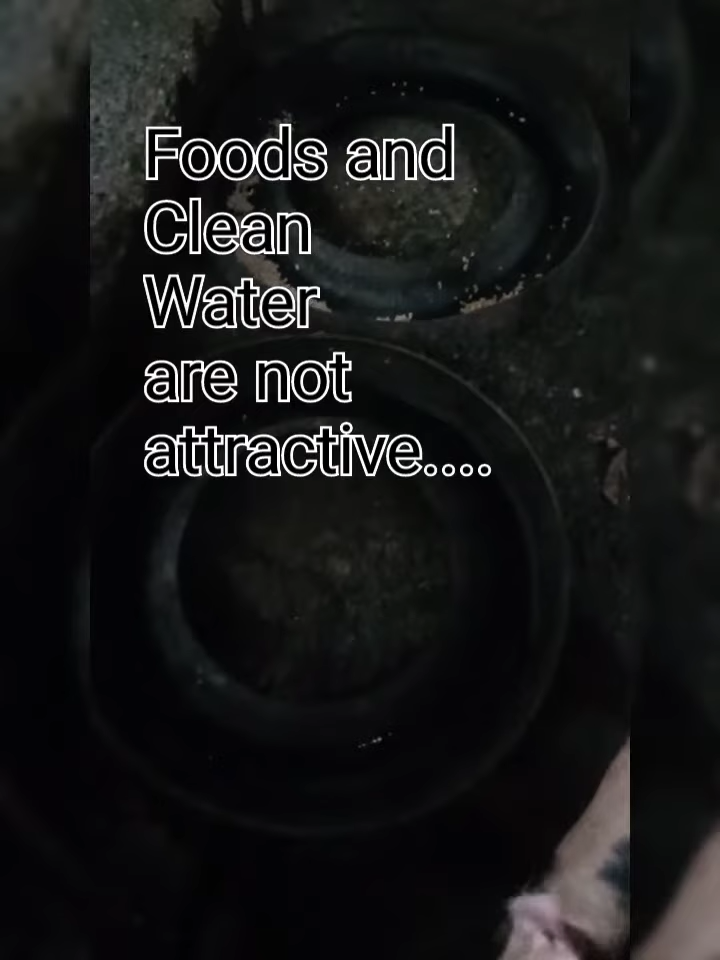 Foods and
Clean
Water
are not
attractive....